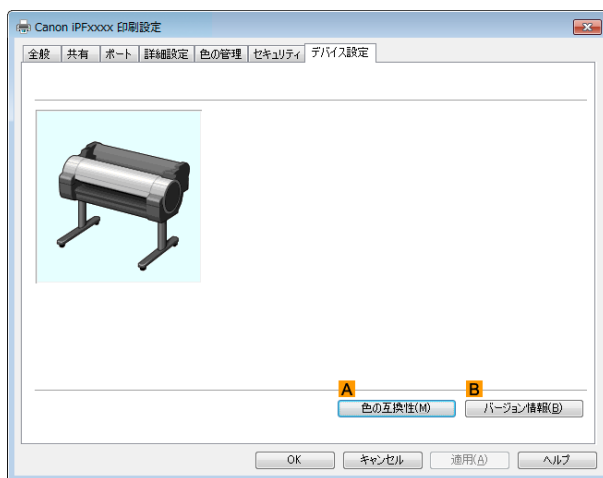 Canon iPFxxxx 印刷設定
全般 共有 ポート 詳細設定 色の管理 セキュリティ デバイス設定
A B
色の互換性(M) バージョン情報(B)
OK キャンセル 適用(A) ヘルプ